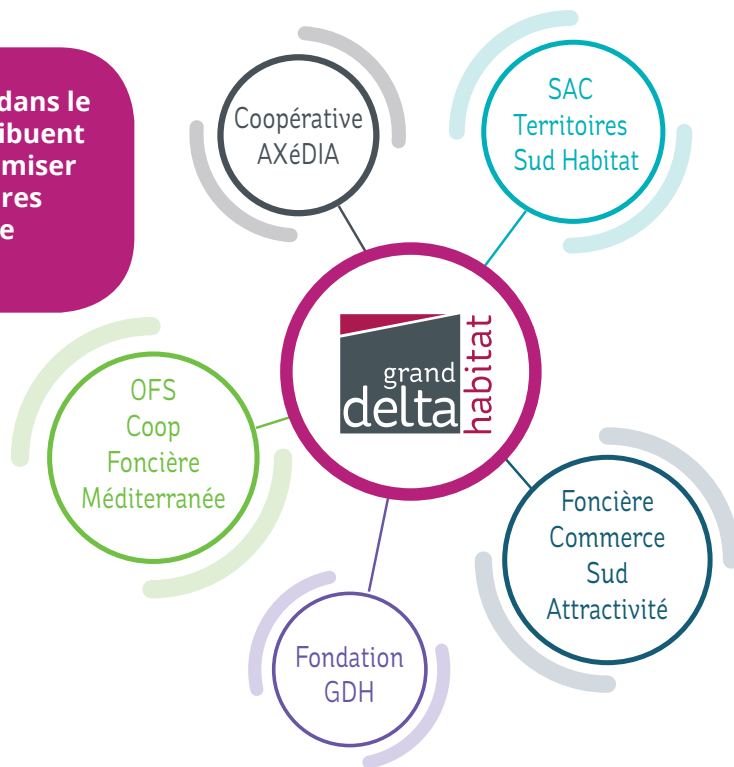 dans le
ibuent
miser
res
e
Coopérative
AXéDIA
SAC
Territoires
Sud Habitat
grand
delta
habitat
OFS
Coop
Foncière
Méditerranée
Foncière
Commerce
Sud
Attractivité
Fondation
GDH